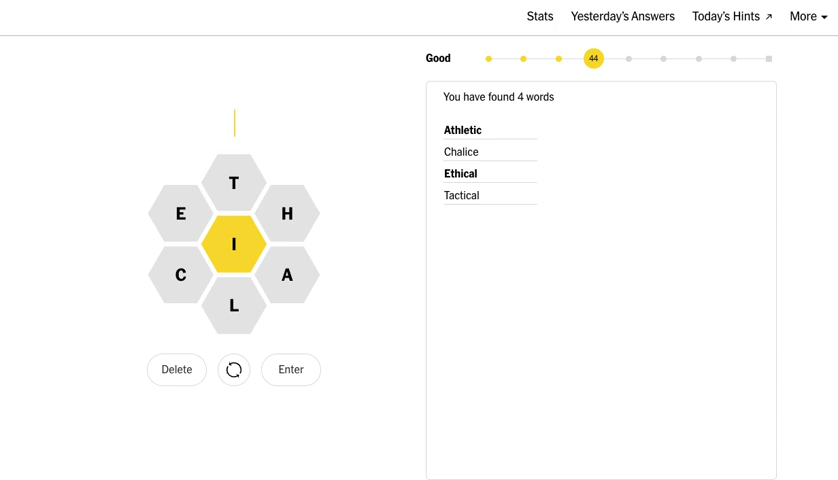 Stats Yesterday's Answers Today's Hints ↗ More
Good 44
You have found 4 words
Athletic
Chalice
Ethical
Tactical
T
E H
I
C A
L
Delete Enter